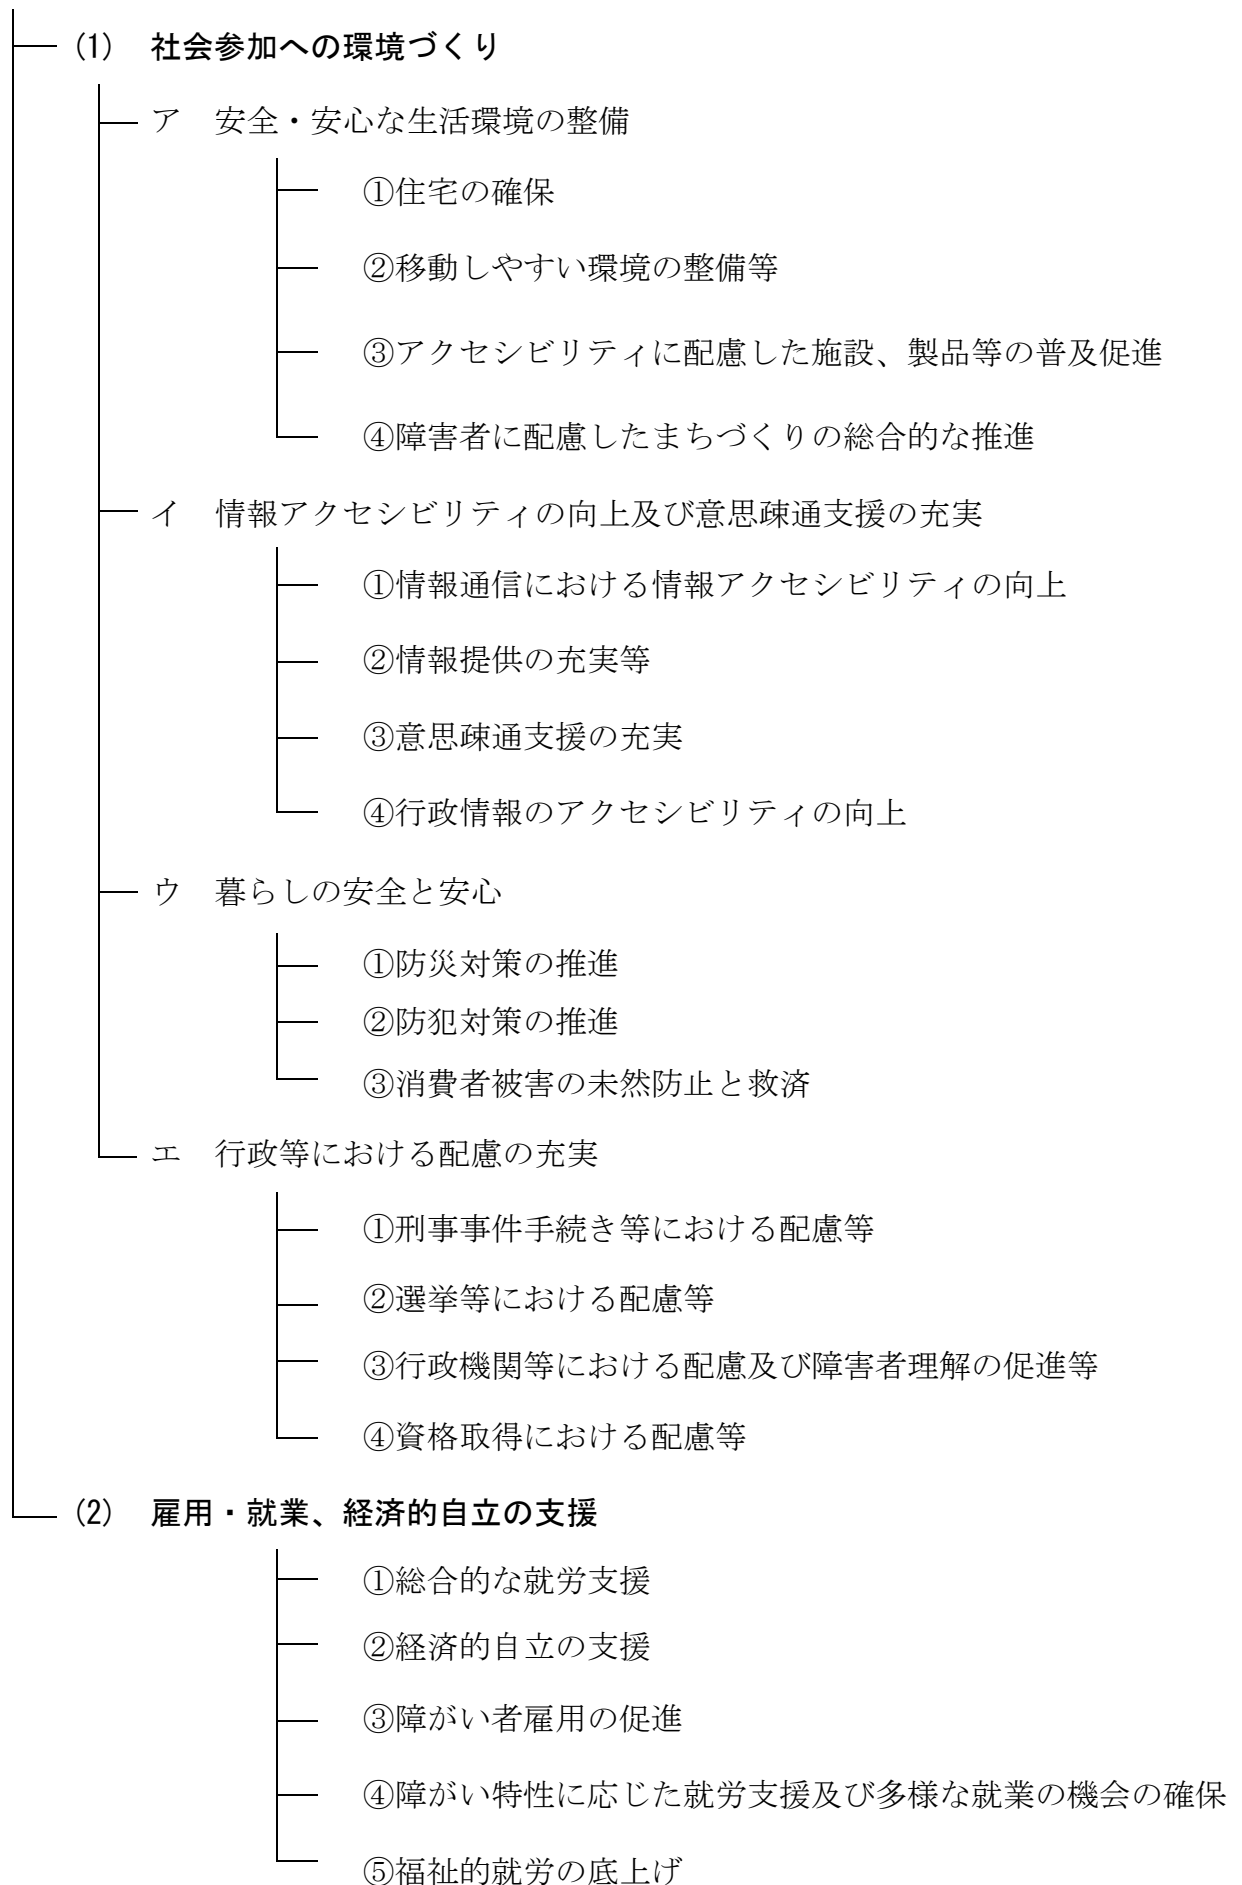 (1) 社会参加への環境づくり
ア 安全・安心な生活環境の整備
①住宅の確保
②移動しやすい環境の整備等
③アクセシビリティに配慮した施設、製品等の普及促進
④障害者に配慮したまちづくりの総合的な推進
イ 情報アクセシビリティの向上及び意思疎通支援の充実
①情報通信における情報アクセシビリティの向上
②情報提供の充実等
③意思疎通支援の充実
④行政情報のアクセシビリティの向上
ウ 暮らしの安全と安心
①防災対策の推進
②防犯対策の推進
③消費者被害の未然防止と救済
エ 行政等における配慮の充実
①刑事事件手続き等における配慮等
②選挙等における配慮等
③行政機関等における配慮及び障害者理解の促進等
④資格取得における配慮等
(2) 雇用・就業、経済的自立の支援
①総合的な就労支援
②経済的自立の支援
③障がい者雇用の促進
④障がい特性に応じた就労支援及び多様な就業の機会の確保
⑤福祉的就労の底上げ